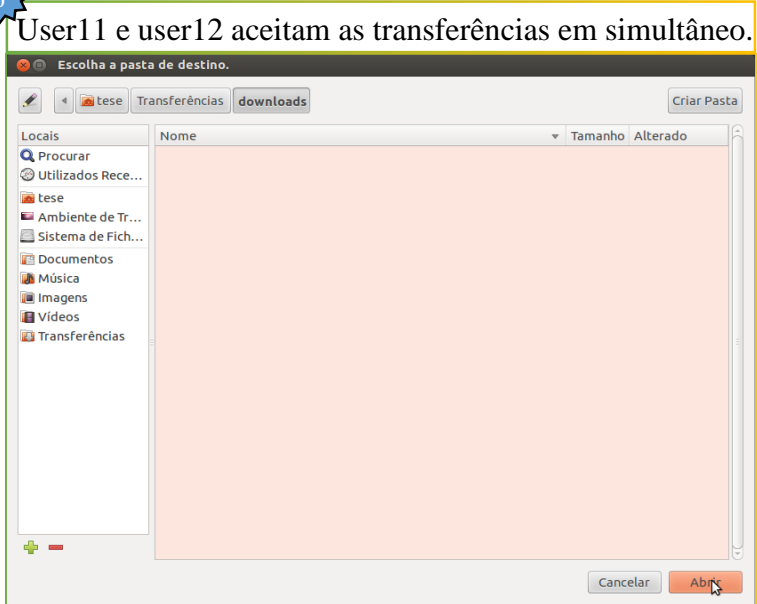 User11 e user12 aceitam as transferências em simultâneo.
Escolha a pasta de destino.
tese Transferências downloads Criar Pasta
Locais Nome Tamanho Alterado
Procurar
Utilizados Rece...
tese
Ambiente de Tr...
Sistema de Fich...
Documentos
Música
Imagens
Vídeos
Transferências
Cancelar Abrir